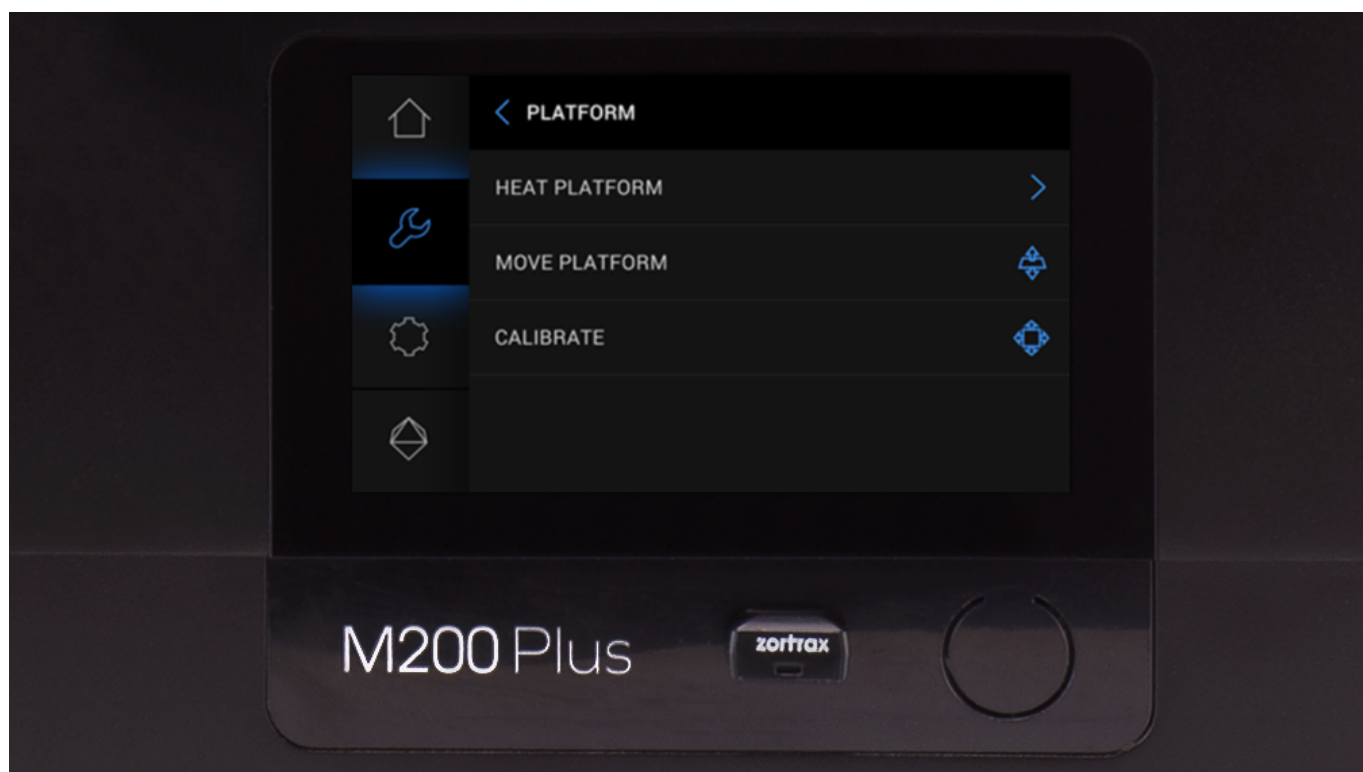 PLATFORM
HEAT PLATFORM
MOVE PLATFORM
CALIBRATE
M200 Plus
zortrax